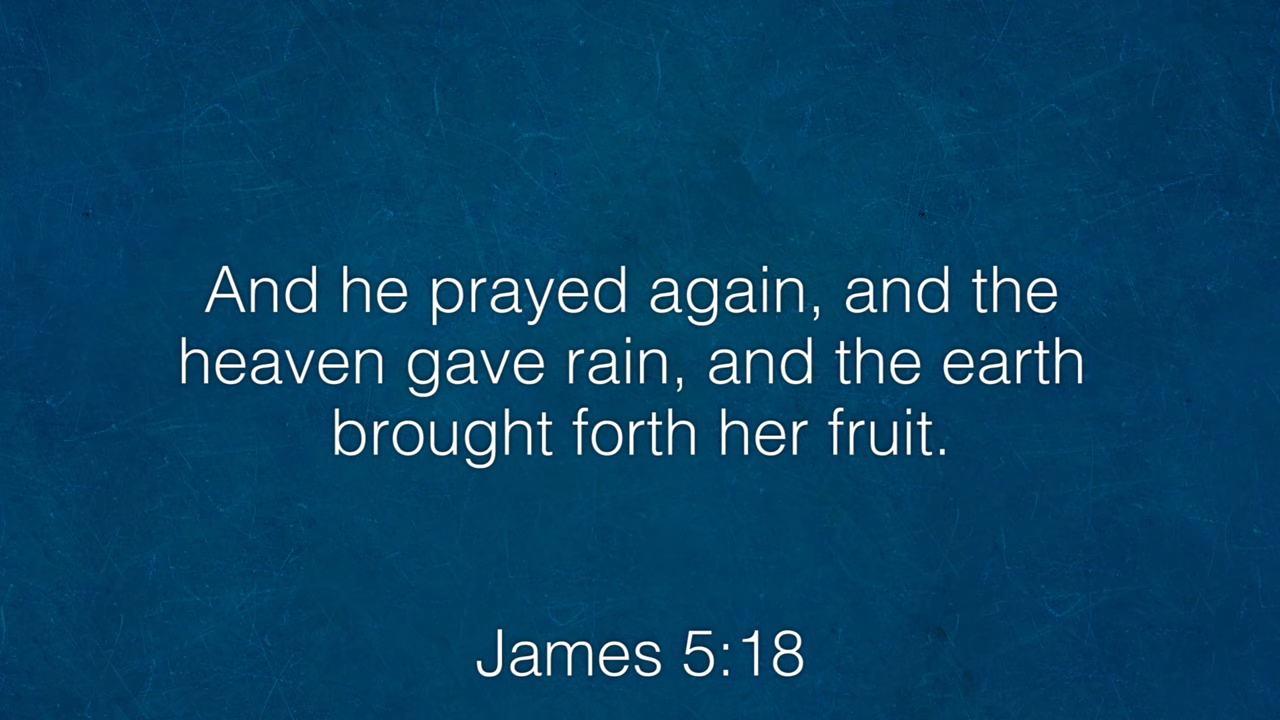 And he prayed again, and the
heaven gave rain, and the earth
brought forth her fruit.
James 5:18